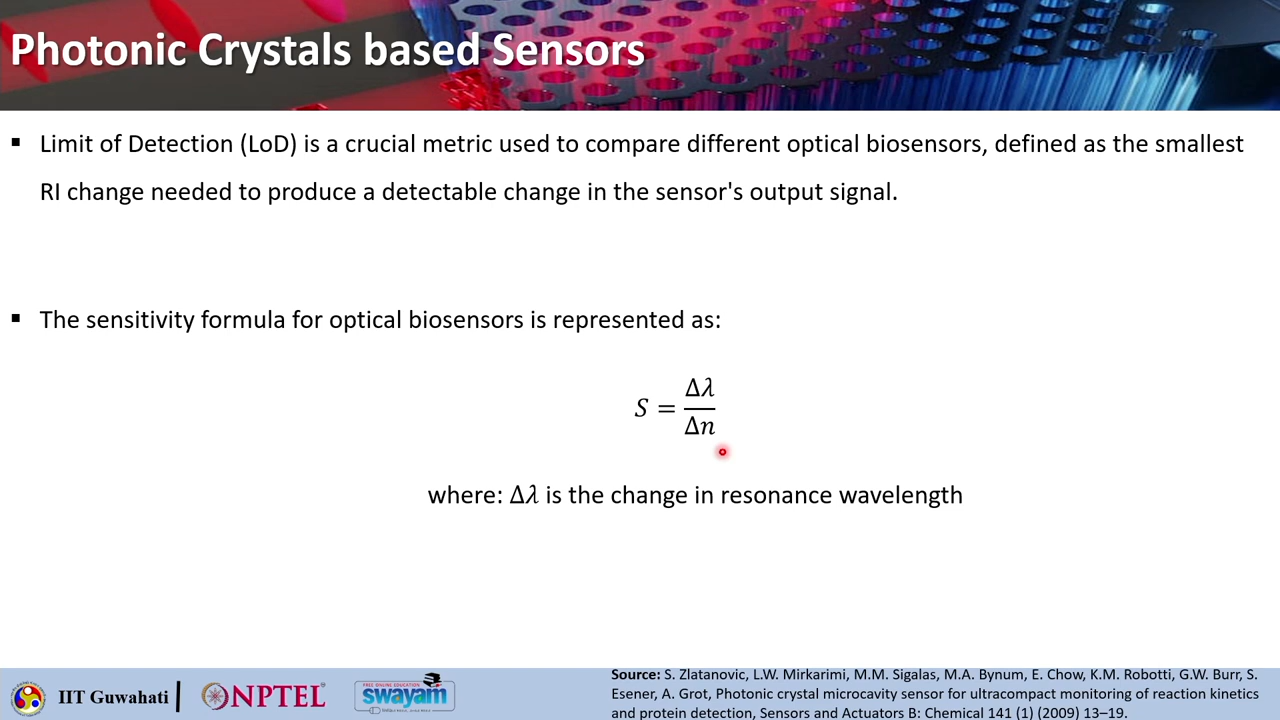 Photonic Crystals based Sensors
▪ Limit of Detection (LoD) is a crucial metric used to compare different optical biosensors, defined as the smallest
RI change needed to produce a detectable change in the sensor's output signal.
▪ The sensitivity formula for optical biosensors is represented as:
𝑆 = Δ𝜆/Δ𝑛
where: Δ𝜆 is the change in resonance wavelength
IIT Guwahati
NPTEL
FREE ONLINE EDUCATION
swayam
Source: S. Zlatanovic, L.W. Mirkarimi, M.M. Sigalas, M.A. Bynum, E. Chow, K.M. Robotti, G.W. Burr, S.
Esener, A. Grot, Photonic crystal microcavity sensor for ultracompact monitoring of reaction kinetics
and protein detection, Sensors and Actuators B: Chemical 141 (1) (2009) 13–19.